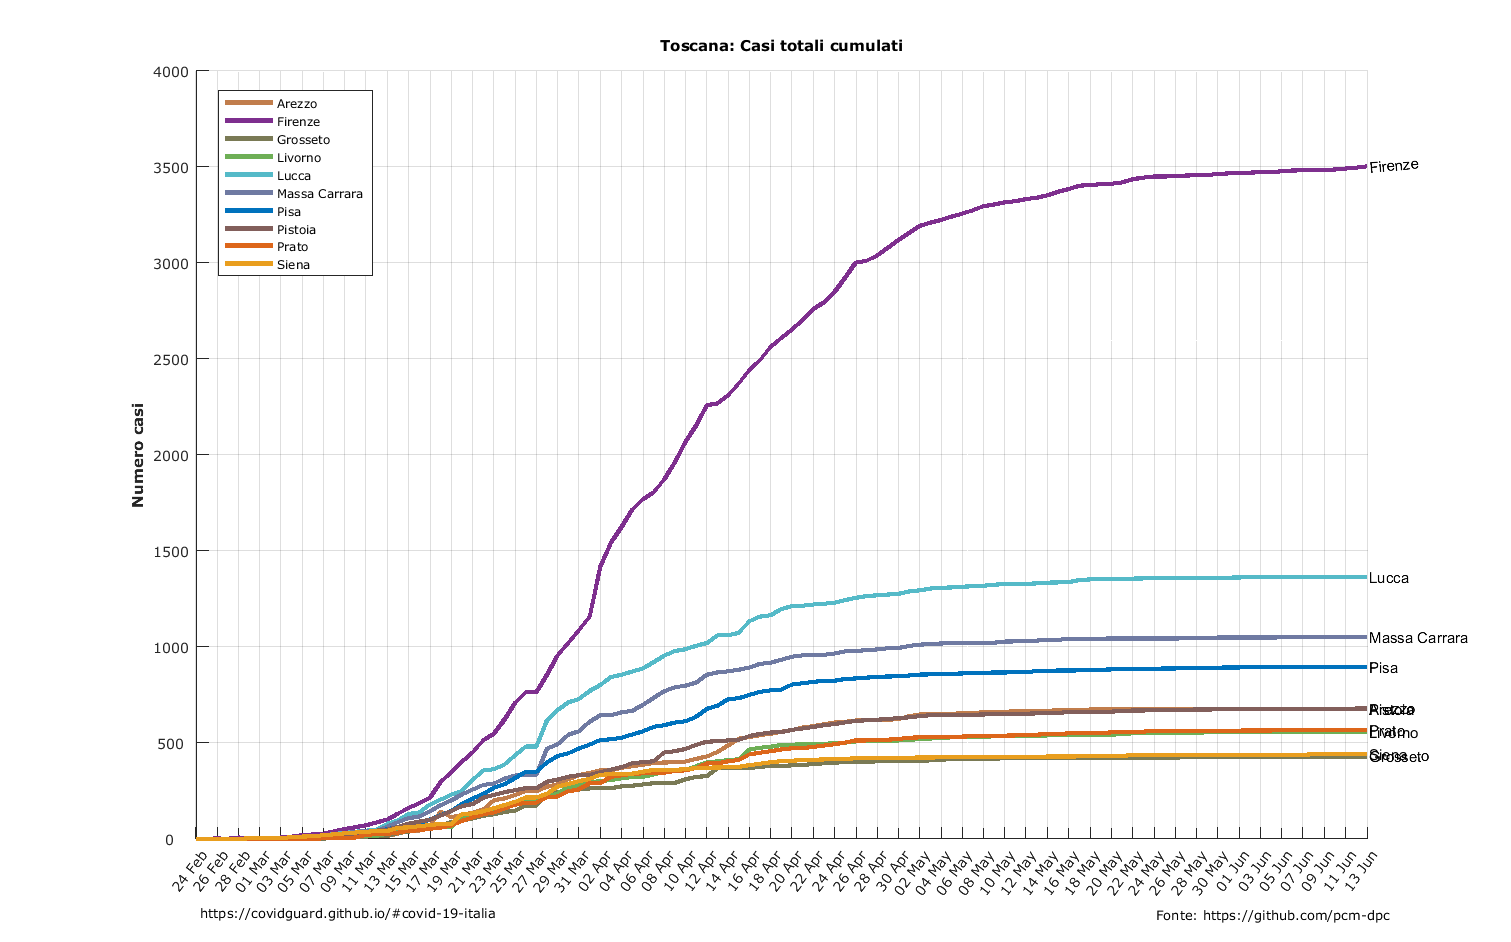 Toscana: Casi totali cumulati
4000
3500
3000
2500
2000
1500
1000
500
0
Numero casi
Arezzo
Firenze
Grosseto
Livorno
Lucca
Massa Carrara
Pisa
Pistoia
Prato
Siena
Firenze
Lucca
Massa Carrara
Pisa
Arezzo
Pistoia
Prato
Livorno
Siena
Grosseto
24 Feb
26 Feb
28 Feb
01 Mar
03 Mar
05 Mar
07 Mar
09 Mar
11 Mar
13 Mar
15 Mar
17 Mar
19 Mar
21 Mar
23 Mar
25 Mar
27 Mar
29 Mar
31 Mar
02 Apr
04 Apr
06 Apr
08 Apr
10 Apr
12 Apr
14 Apr
16 Apr
18 Apr
20 Apr
22 Apr
24 Apr
26 Apr
28 Apr
30 Apr
02 May
04 May
06 May
08 May
10 May
12 May
14 May
16 May
18 May
20 May
22 May
24 May
26 May
28 May
30 May
01 Jun
03 Jun
05 Jun
07 Jun
09 Jun
11 Jun
13 Jun
https://covidguard.github.io/#covid-19-italia
Fonte: https://github.com/pcm-dpc